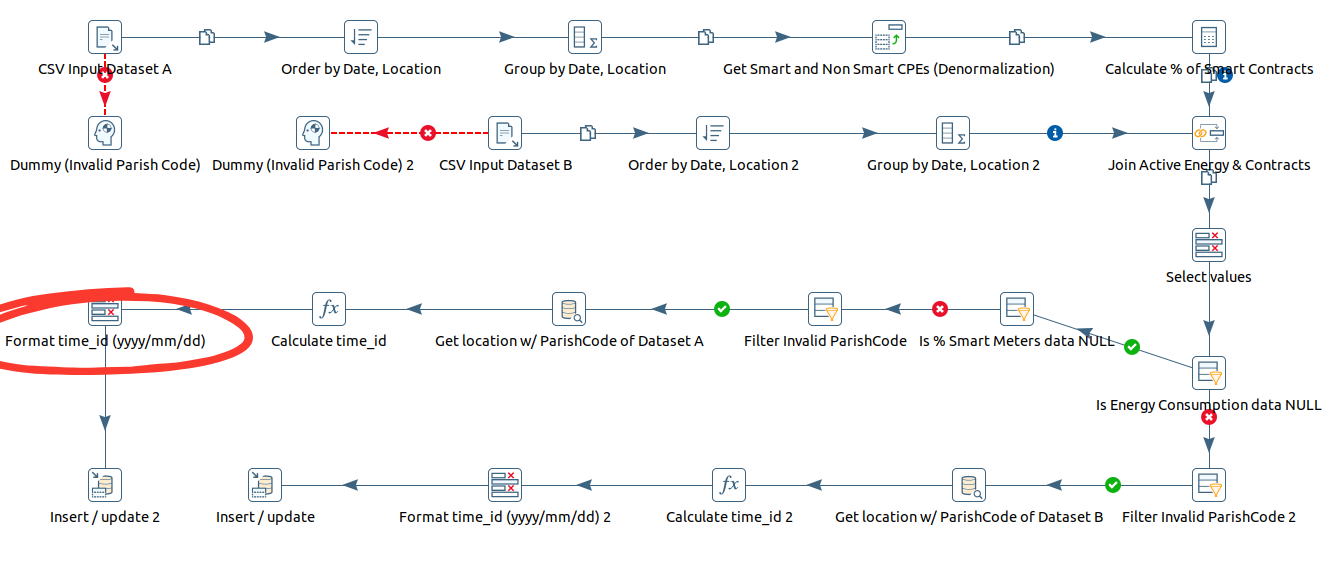 CSV Input Dataset A
Order by Date, Location
Group by Date, Location
Get Smart and Non Smart CPEs (Denormalization)
Calculate % of Smart Contracts
Dummy (Invalid Parish Code)
Dummy (Invalid Parish Code) 2
CSV Input Dataset B
Order by Date, Location 2
Group by Date, Location 2
Join Active Energy & Contracts
Select values
Format time_id (yyyy/mm/dd)
Calculate time_id
Get location w/ ParishCode of Dataset A
Filter Invalid ParishCode
Is % Smart Meters data NULL
Is Energy Consumption data NULL
Insert / update 2
Insert / update
Format time_id (yyyy/mm/dd) 2
Calculate time_id 2
Get location w/ ParishCode of Dataset B
Filter Invalid ParishCode 2